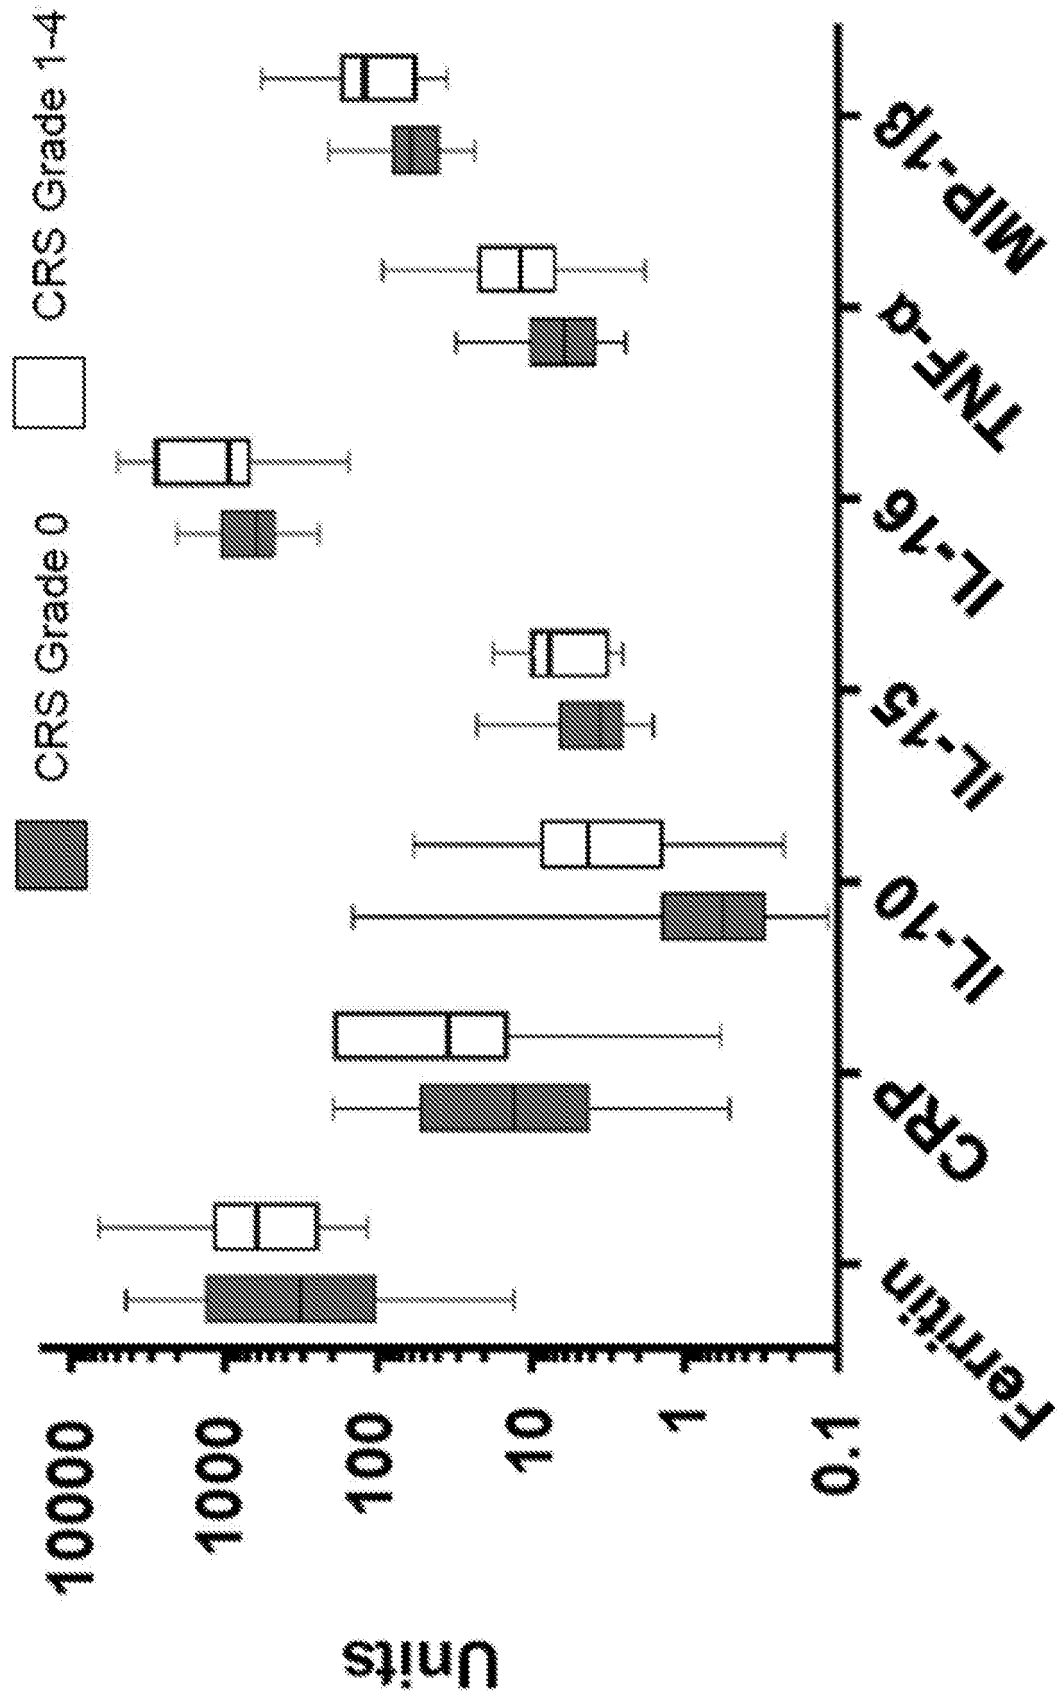 CRS Grade 0 CRS Grade 1-4
Units
10000
1000
100
10
1
0.1
Ferritin
CRP
IL-10
IL-15
IL-16
TNF-α
MIP-1β